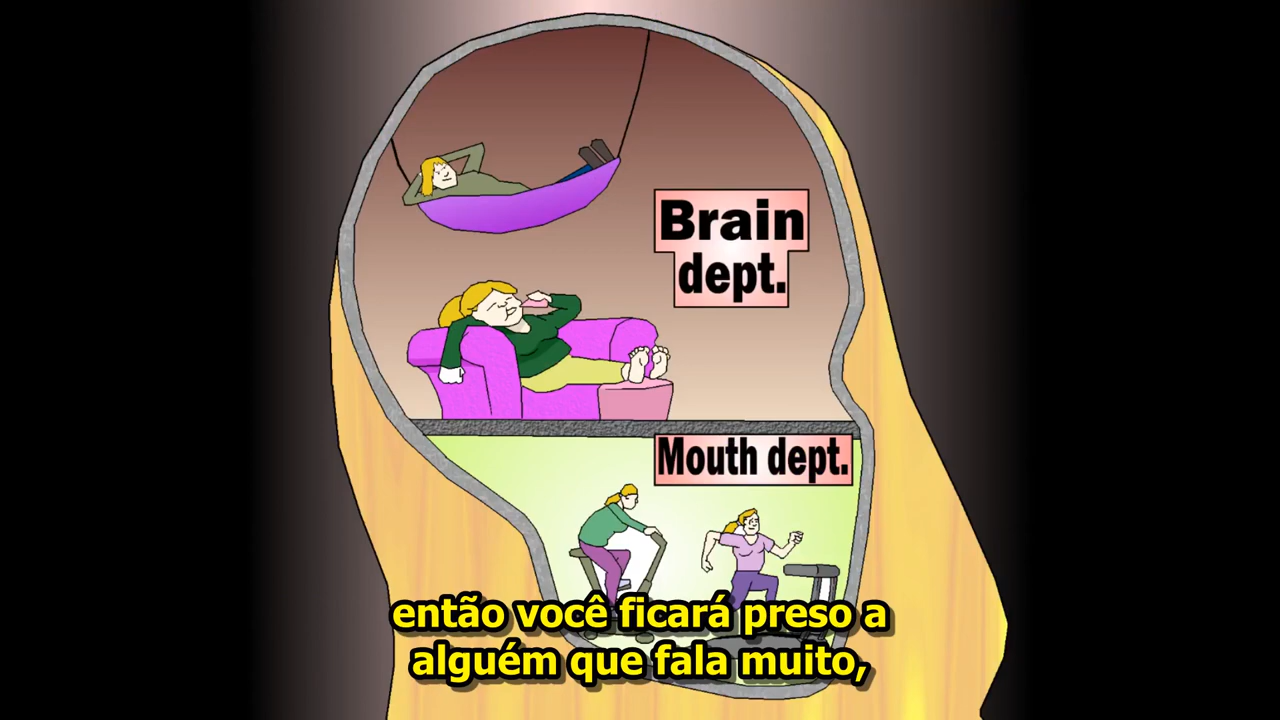 Brain
dept.
Mouth dept.
então você ficará preso a
alguém que fala muito,